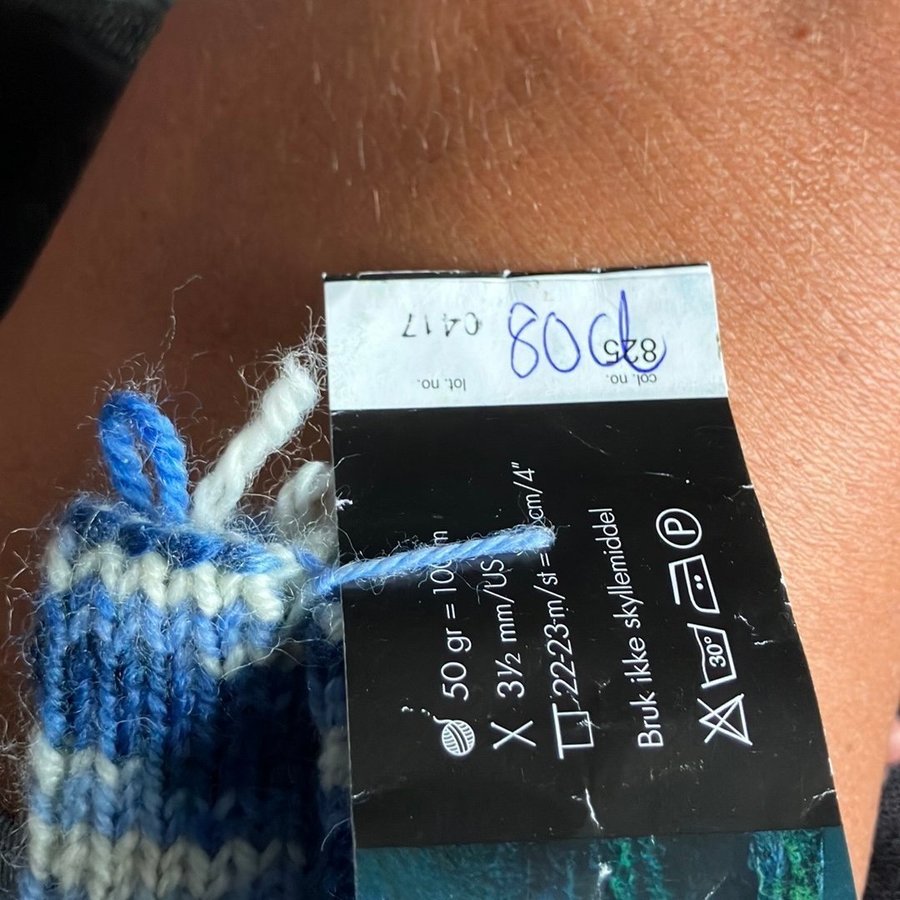 col. no. lot. no.
825 0417
80
50 gr = 100 m
3½ mm/US
22-23 m/st = cm/4"
Bruk ikke skyllemiddel
30° P